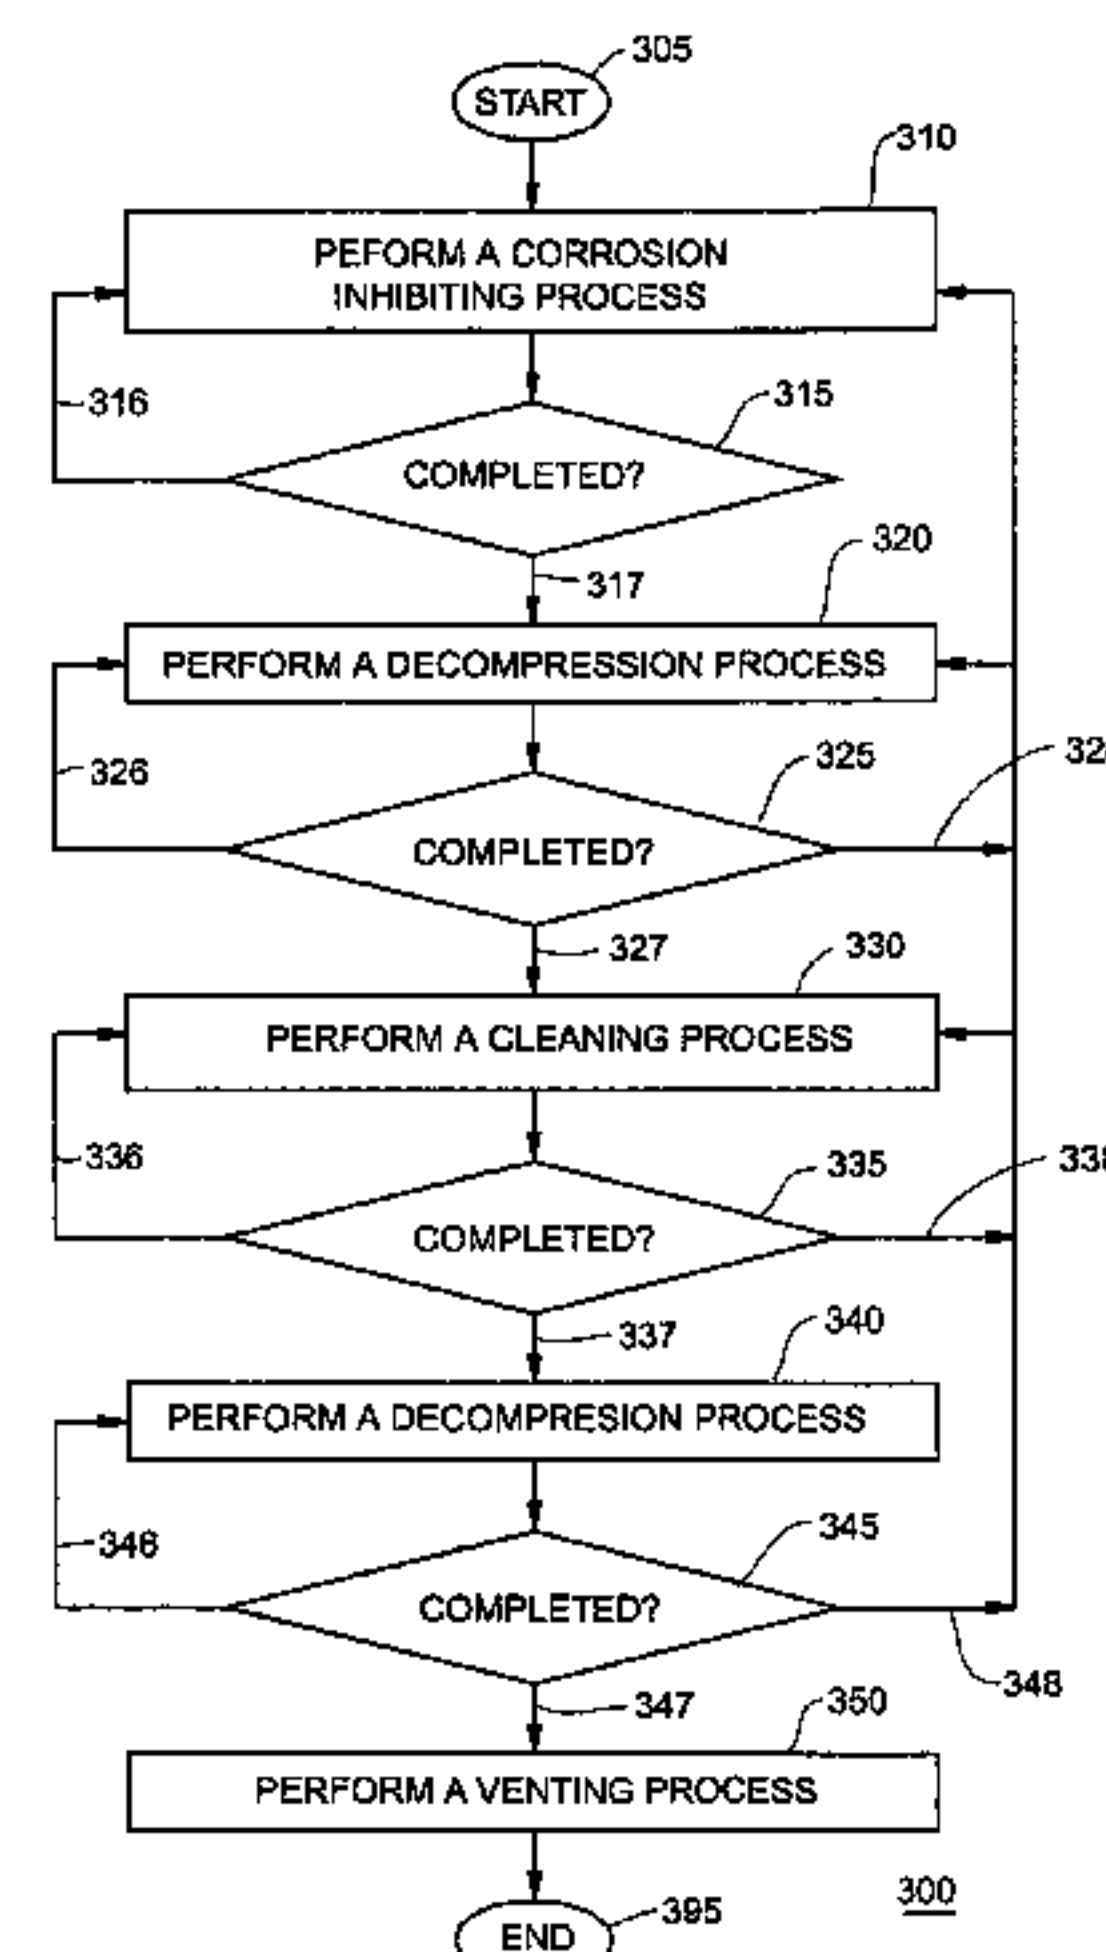 305
START
310
PEFORM A CORROSION
INHIBITING PROCESS
316
315
COMPLETED?
320
317
PERFORM A DECOMPRESSION PROCESS
326
325
COMPLETED?
327
330
PERFORM A CLEANING PROCESS
336
335
COMPLETED?
337
340
PERFORM A DECOMPRESION PROCESS
346
345
COMPLETED?
348
347
350
PERFORM A VENTING PROCESS
300
395
END